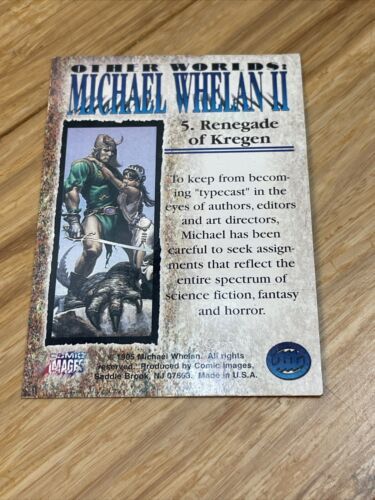 OTHER WORLDS:
MICHAEL WHELAN II
5. Renegade
of Kregen
To keep from becom-
ing "typecast" in the
eyes of authors, editors
and art directors,
Michael has been
careful to seek assign-
ments that reflect the
entire spectrum of
science fiction, fantasy
and horror.
© 1995 Michael Whelan. All rights
reserved. Produced by Comic Images,
Saddle Brook, NJ 07663. Made in U.S.A.
COMIC
IMAGES